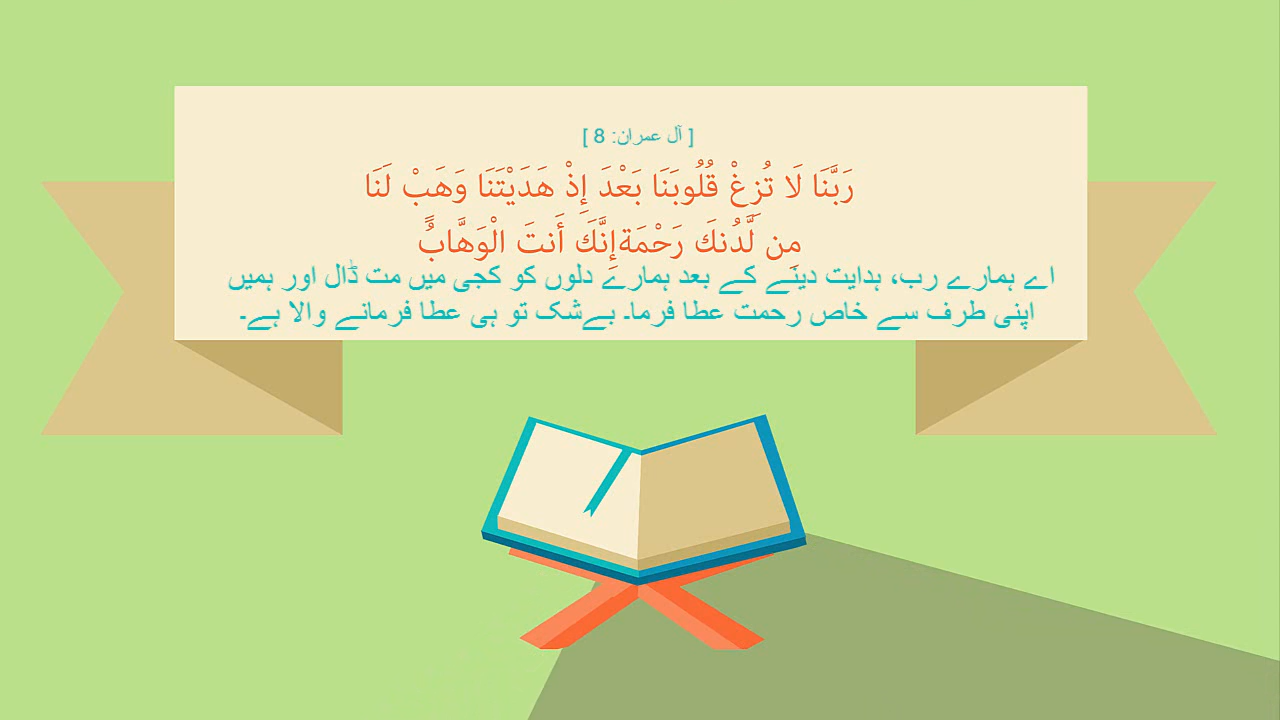 [ آل عمران: 8 ]
رَبَّنَا لَا تُزِغْ قُلُوبَنَا بَعْدَ إِذْ هَدَيْتَنَا وَهَبْ لَنَا
مِن لَّدُنكَ رَحْمَةإِنَّكَ أَنتَ الْوَهَّابُ
اے ہمارے رب، ہدایت دینے کے بعد ہمارے دلوں کو کجی میں مت ڈال اور ہمیں
اپنی طرف سے خاص رحمت عطا فرما۔ بےشک تو ہی عطا فرمانے والا ہے۔